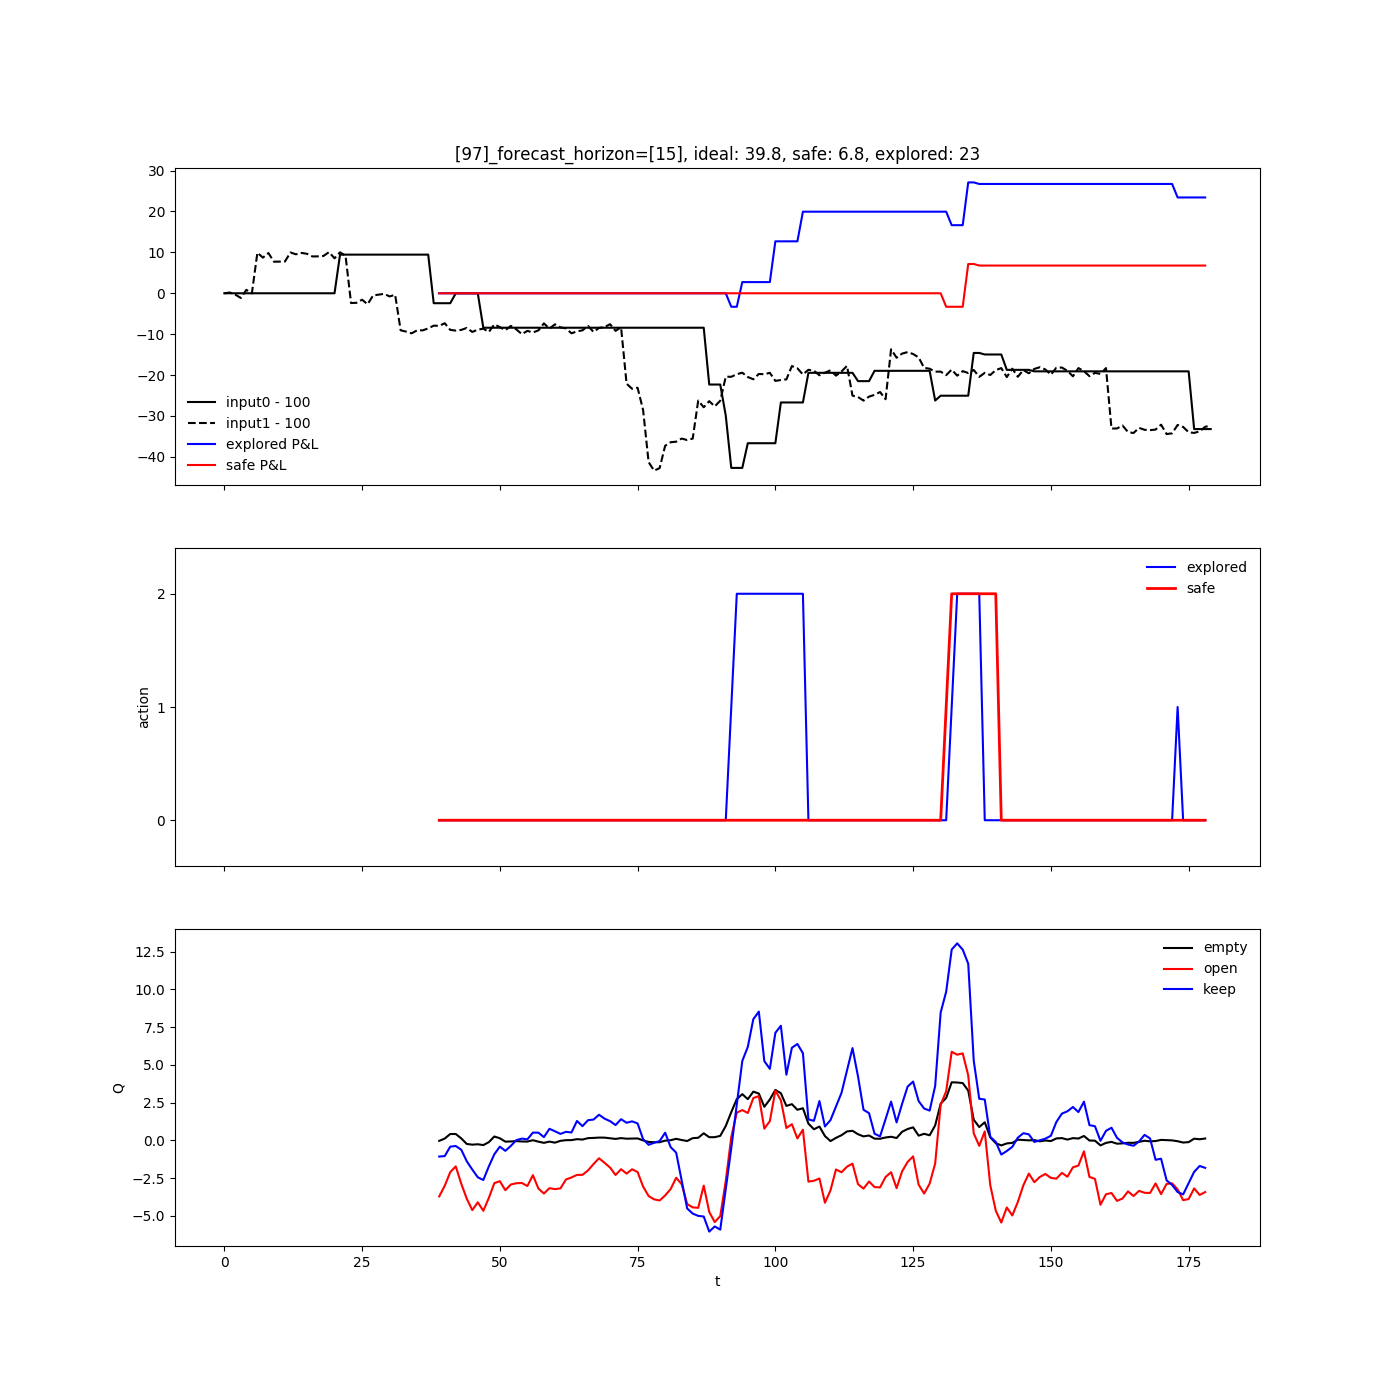 [97]_forecast_horizon=[15], ideal: 39.8, safe: 6.8, explored: 23
30
20
10
0
−10
−20
−30
−40
input0 - 100
input1 - 100
explored P&L
safe P&L
2
1
0
action
explored
safe
12.5
10.0
7.5
5.0
2.5
0.0
−2.5
−5.0
Q
empty
open
keep
0 25 50 75 100 125 150 175
t